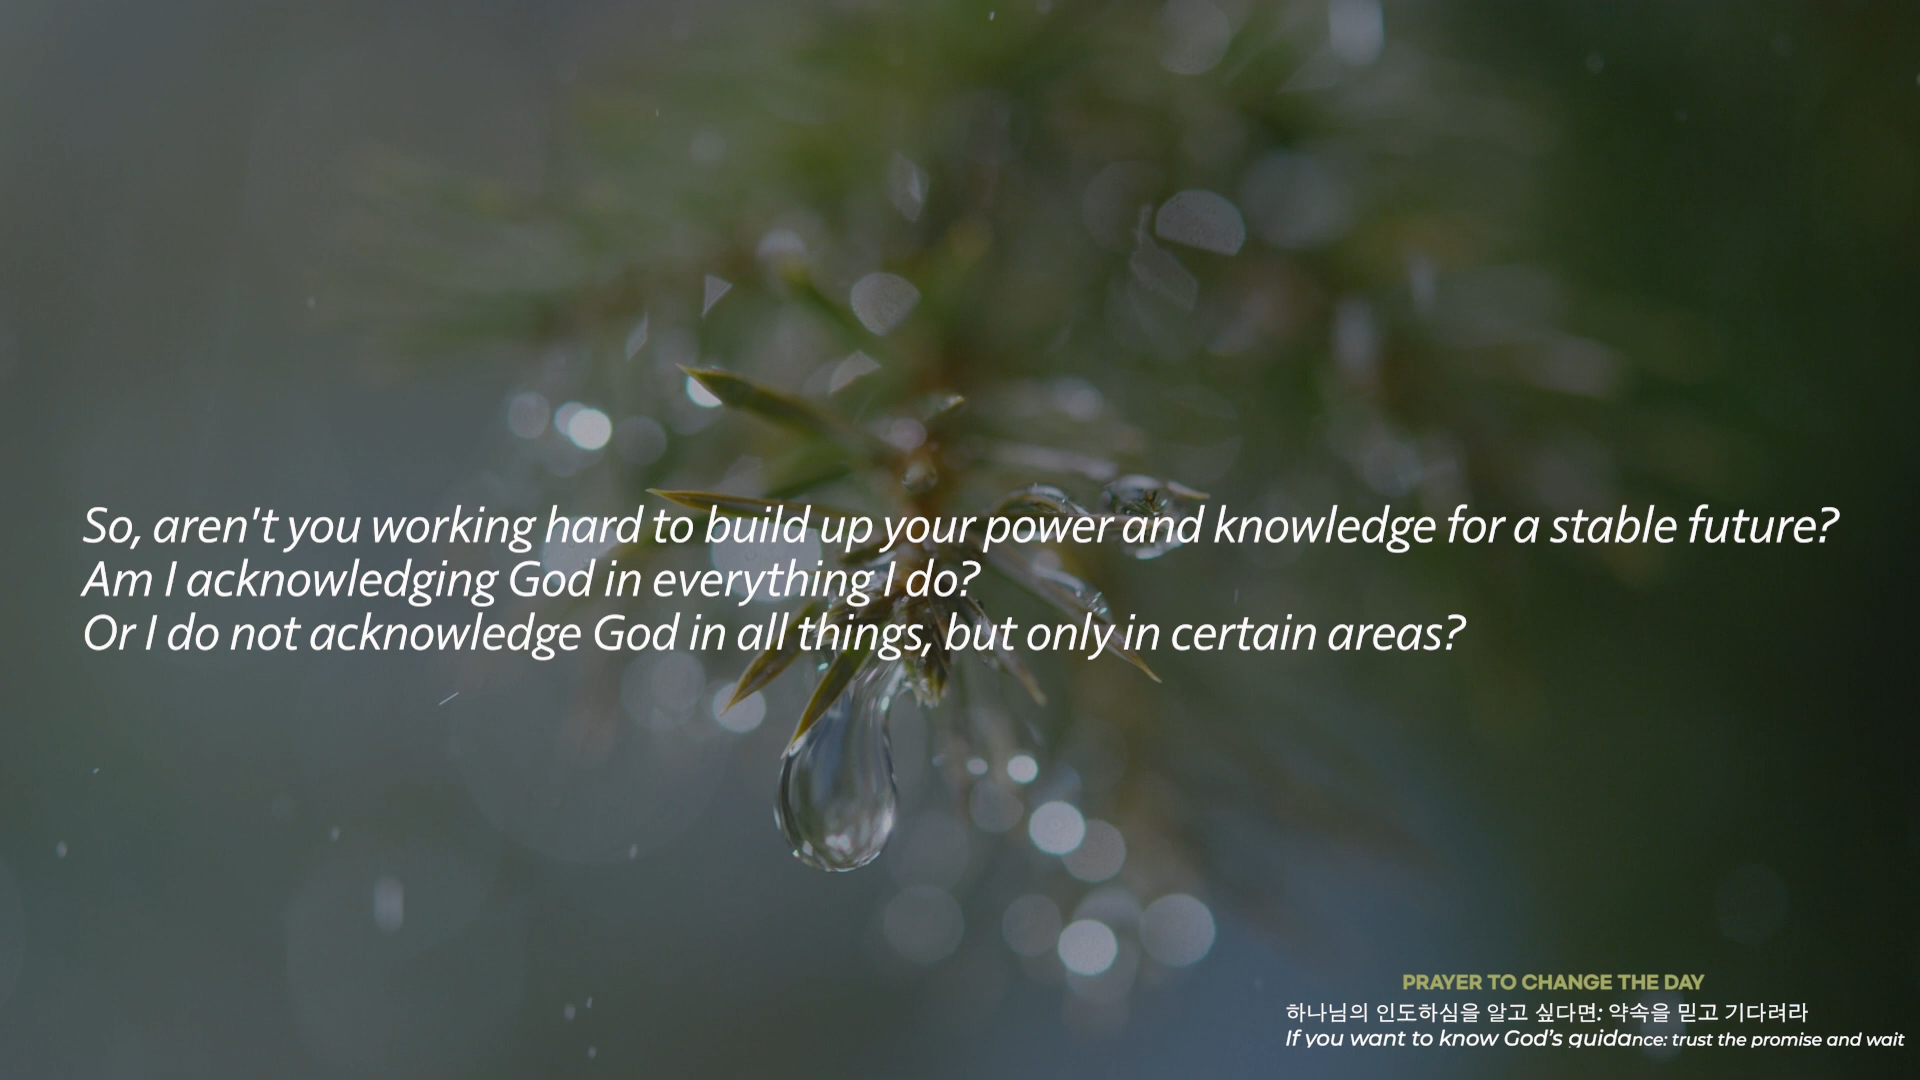 So, aren't you working hard to build up your power and knowledge for a stable future?
Am I acknowledging God in everything I do?
Or I do not acknowledge God in all things, but only in certain areas?
PRAYER TO CHANGE THE DAY
하나님의 인도하심을 알고 싶다면: 약속을 믿고 기다려라
If you want to know God's guidance: trust the promise and wait